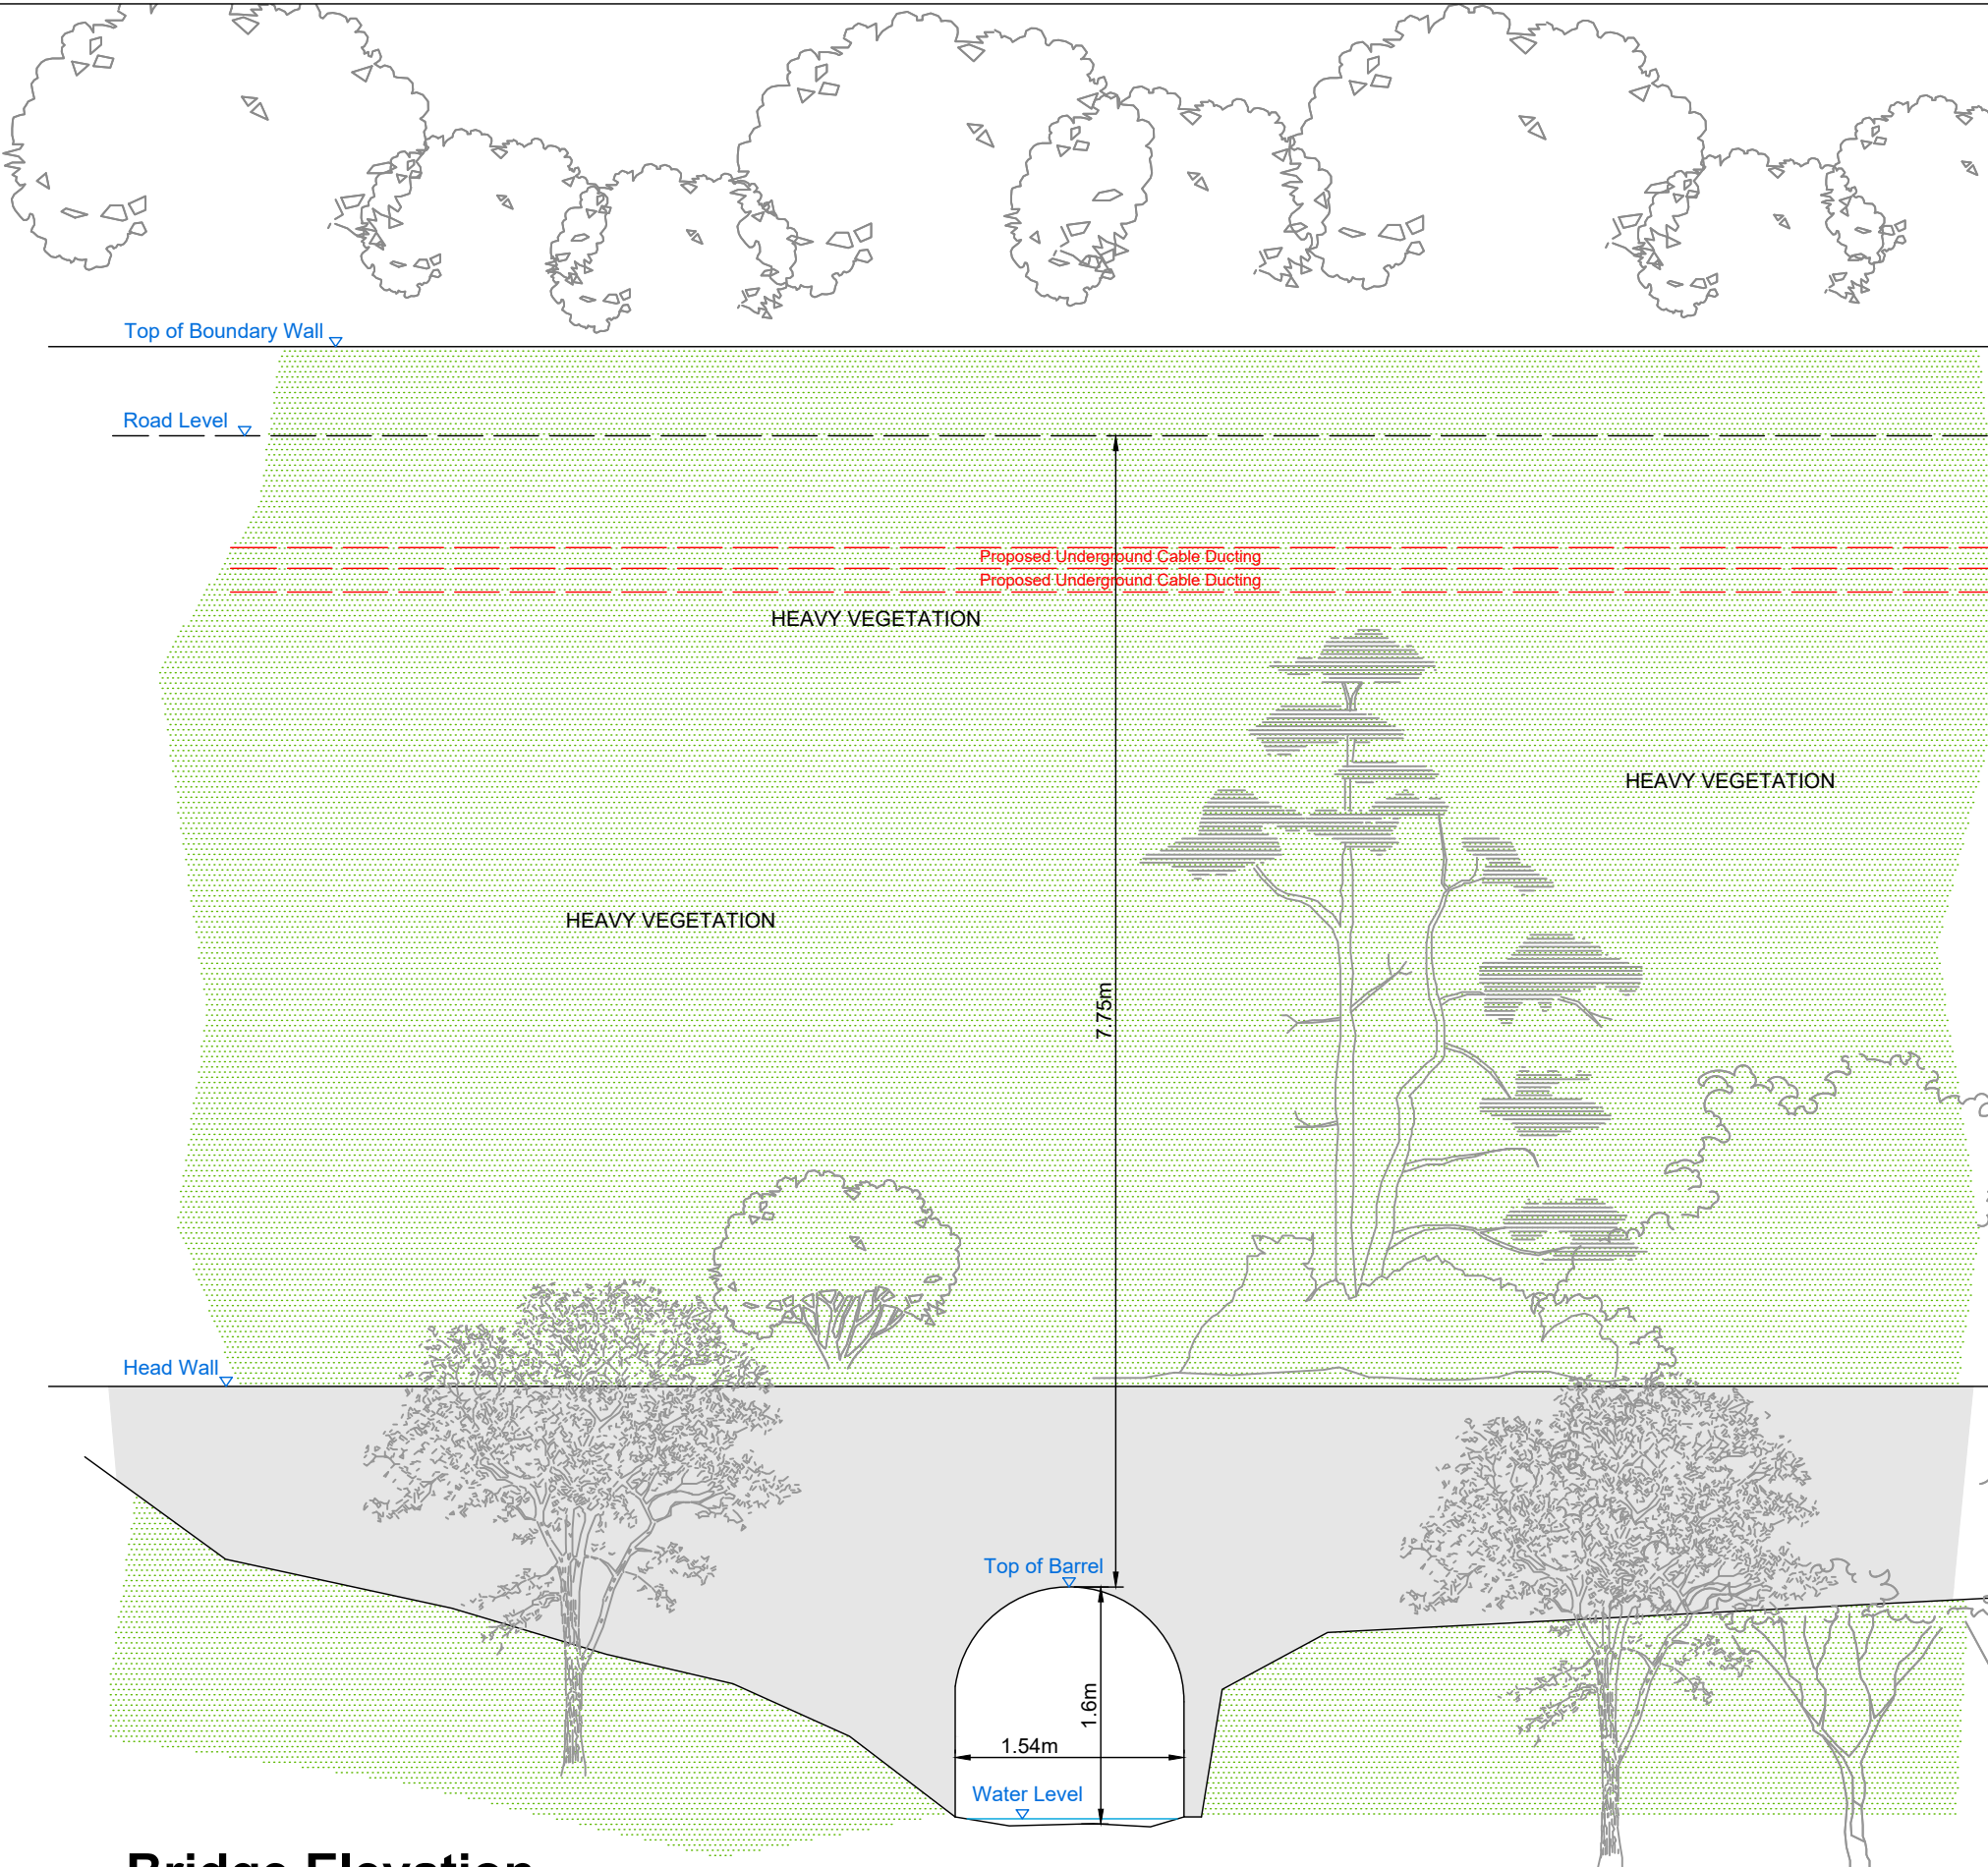 Top of Boundary Wall
Road Level
Proposed Underground Cable Ducting
Proposed Underground Cable Ducting
HEAVY VEGETATION
HEAVY VEGETATION
HEAVY VEGETATION
7.75m
Head Wall
Top of Barrel
1.6m
1.54m
Water Level
Bridge Elevation